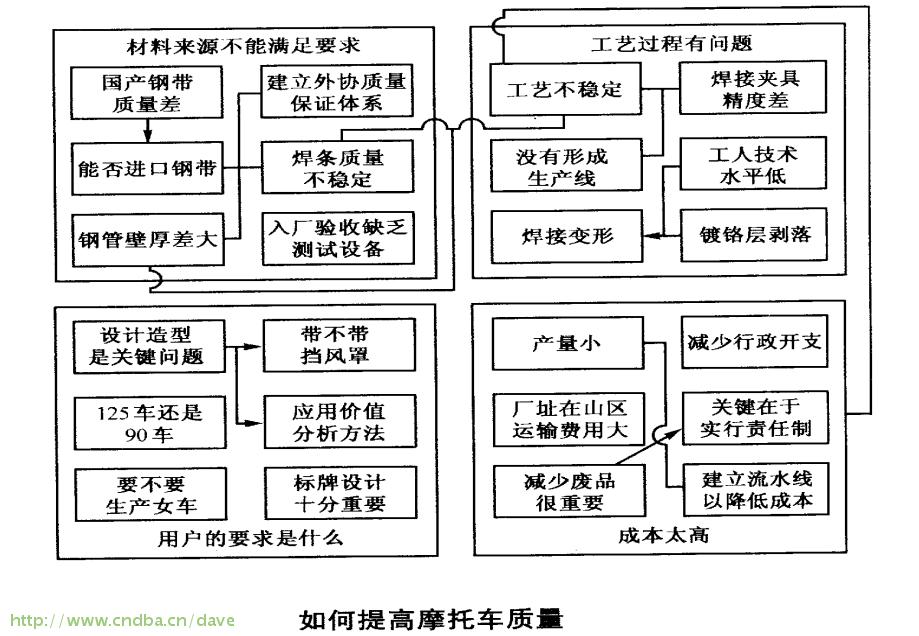 材料来源不能满足要求
国产钢带
质量差
建立外协质量
保证体系
能否进口钢带
焊条质量
不稳定
钢管壁厚差大
入厂验收缺乏
测试设备
工艺过程有问题
工艺不稳定
焊接夹具
精度差
没有形成
生产线
工人技术
水平低
焊接变形
镀铬层剥落
设计造型
是关键问题
带不带
挡风罩
125车还是
90车
应用价值
分析方法
要不要
生产女车
标牌设计
十分重要
用户的要求是什么
产量小
减少行政开支
厂址在山区
运输费用大
关键在于
实行责任制
减少废品
很重要
建立流水线
以降低成本
成本太高
http://www.cndba.cn/dave
如何提高摩托车质量